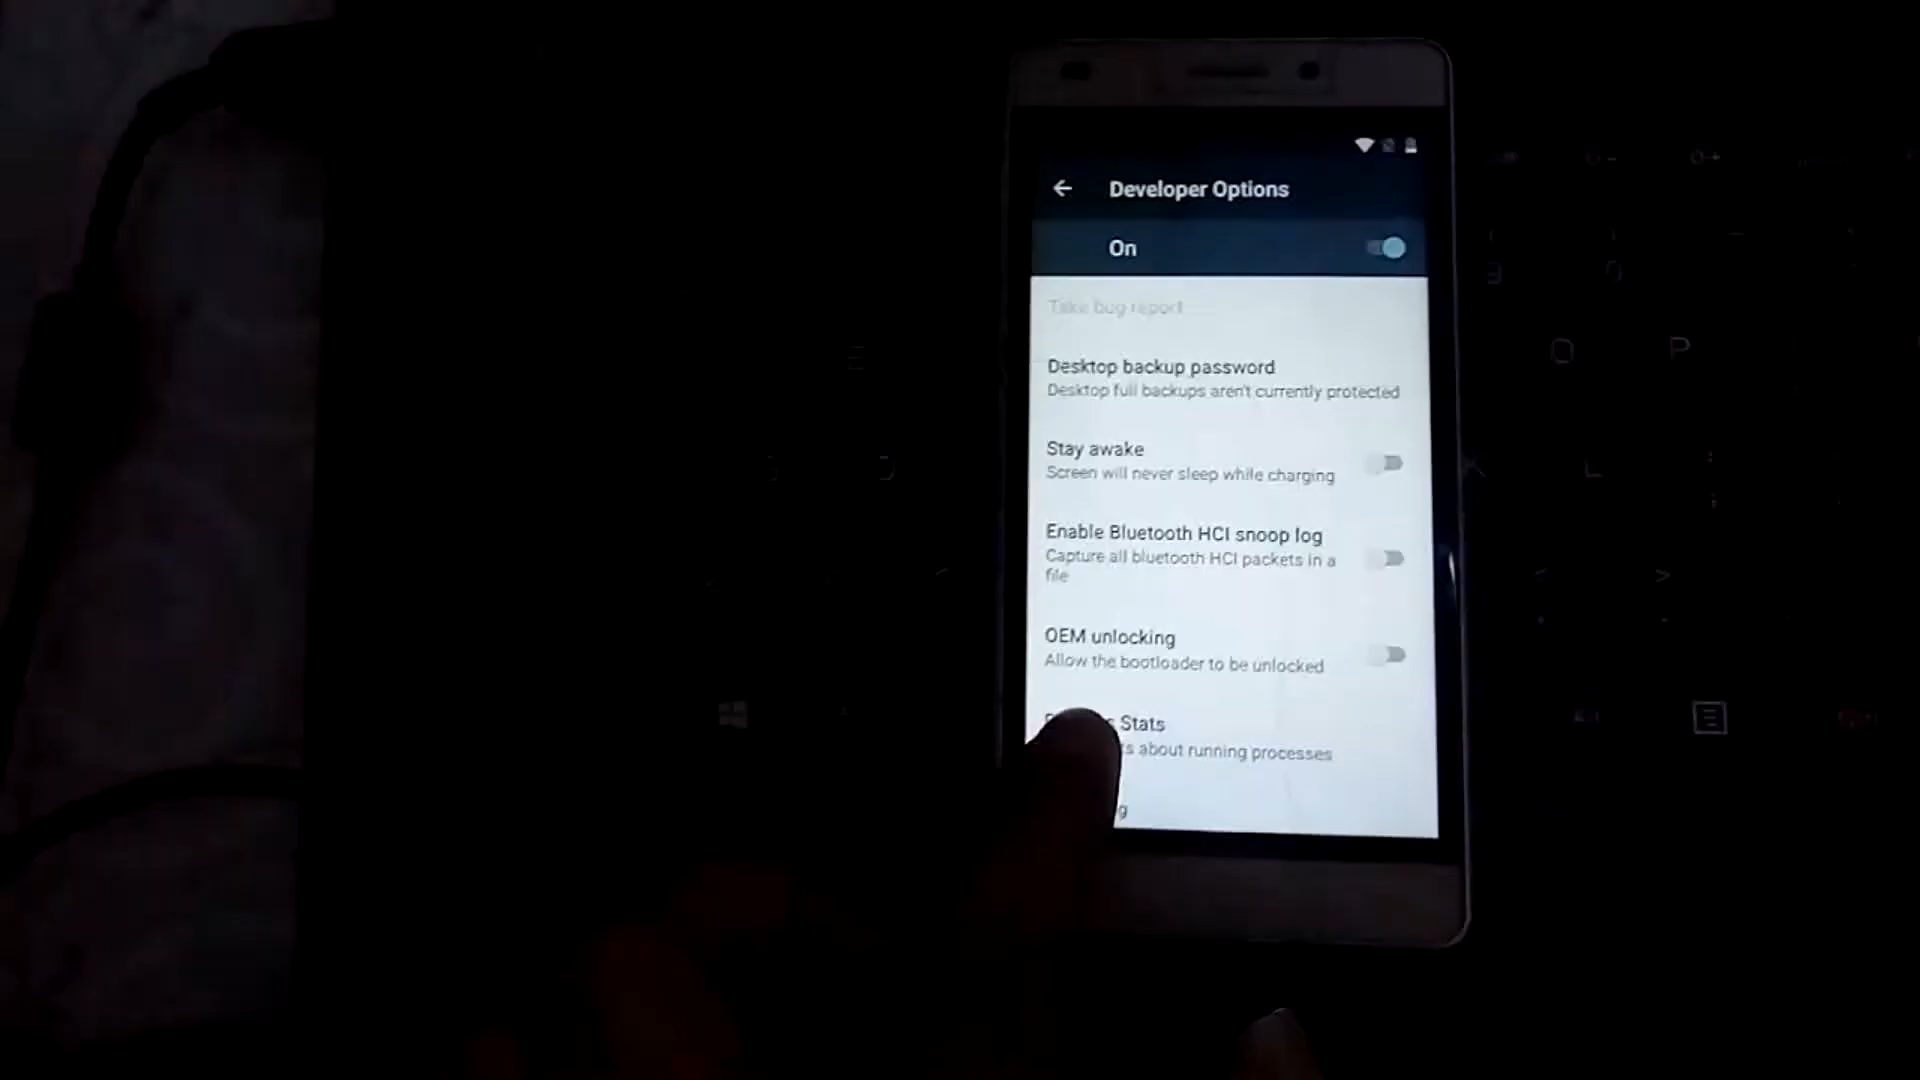 Developer Options
On
Take bug report
Desktop backup password
Desktop full backups aren't currently protected
Stay awake
Screen will never sleep while charging
Enable Bluetooth HCI snoop log
Capture all bluetooth HCI packets in a
file
OEM unlocking
Allow the bootloader to be unlocked
Stats
about running processes
O P
L
< >